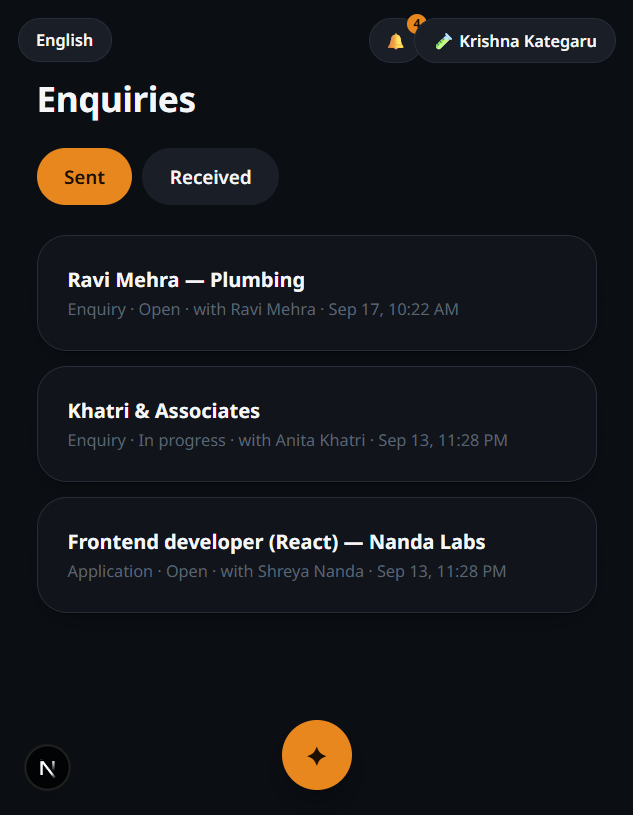 English
4
Krishna Kategaru
Enquiries
Sent
Received
Ravi Mehra — Plumbing
Enquiry · Open · with Ravi Mehra · Sep 17, 10:22 AM
Khatri & Associates
Enquiry · In progress · with Anita Khatri · Sep 13, 11:28 PM
Frontend developer (React) — Nanda Labs
Application · Open · with Shreya Nanda · Sep 13, 11:28 PM
N